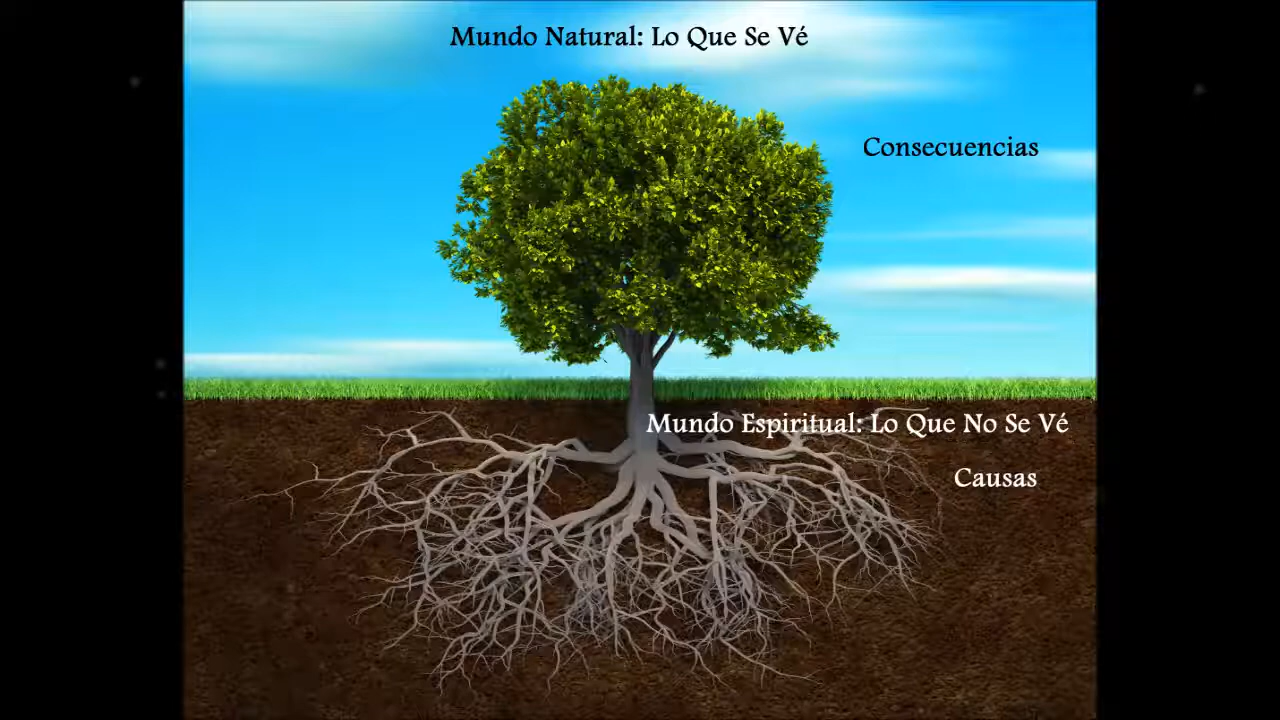 Mundo Natural: Lo Que Se Vé
Consecuencias
Mundo Espiritual: Lo Que No Se Vé
Causas